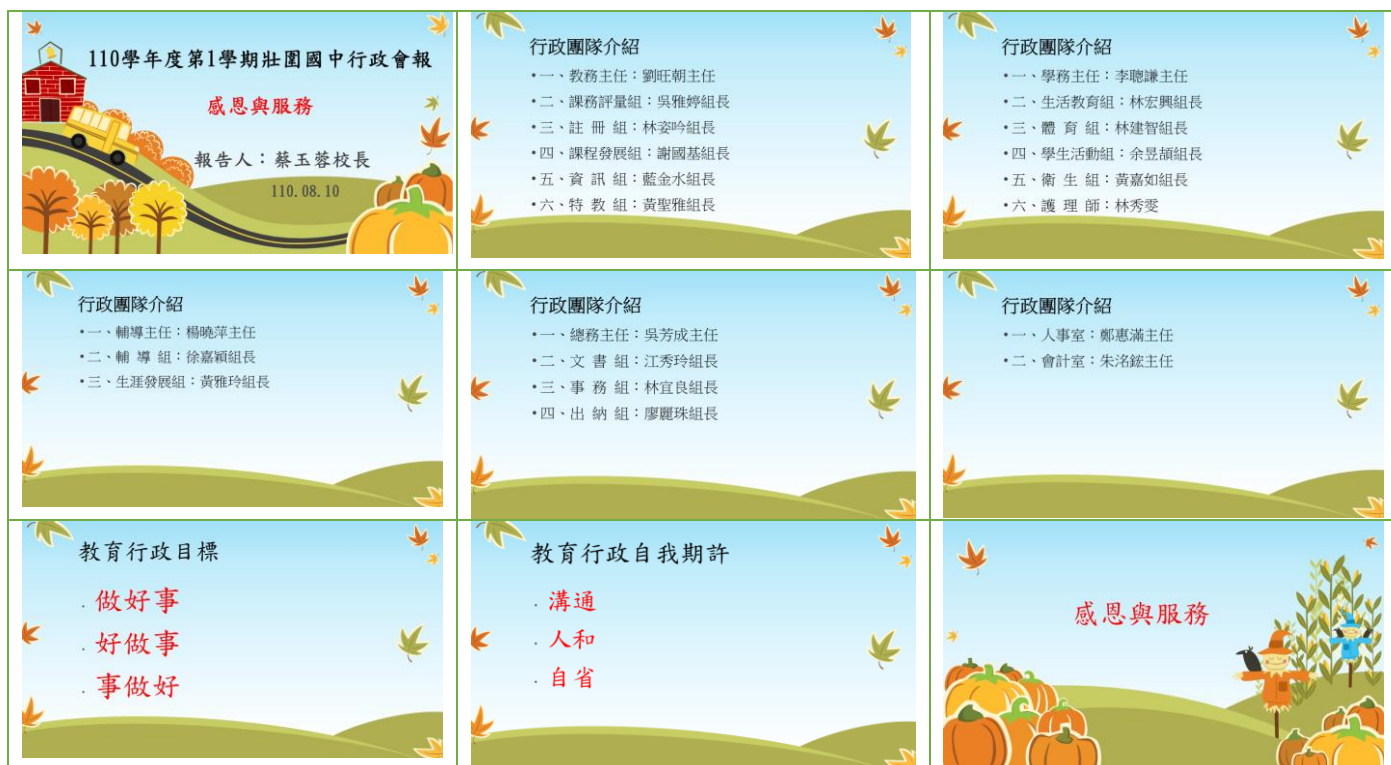 110學年度第1學期壯圍國中行政會報
感恩與服務
報告人：蔡玉蓉校長
110.08.10
行政團隊介紹
•一、教務主任：劉旺朝主任
•二、課務評量組：吳雅婷組長
•三、註 冊 組：林姿吟組長
•四、課程發展組：謝國基組長
•五、資 訊 組：藍金水組長
•六、特 教 組：黃聖雅組長
行政團隊介紹
•一、學務主任：李聰謙主任
•二、生活教育組：林宏興組長
•三、體 育 組：林建智組長
•四、學生活動組：余昱頡組長
•五、衛 生 組：黃嘉如組長
•六、護 理 師：林秀雯
行政團隊介紹
•一、輔導主任：楊曉萍主任
•二、輔 導 組：徐嘉穎組長
•三、生涯發展組：黃雅玲組長
行政團隊介紹
•一、總務主任：吳芳成主任
•二、文 書 組：江秀玲組長
•三、事 務 組：林宜良組長
•四、出 納 組：廖麗珠組長
行政團隊介紹
•一、人事室：鄭惠滿主任
•二、會計室：朱洺鋐主任
教育行政目標
. 做好事
. 好做事
. 事做好
教育行政自我期許
. 溝通
. 人和
. 自省
感恩與服務